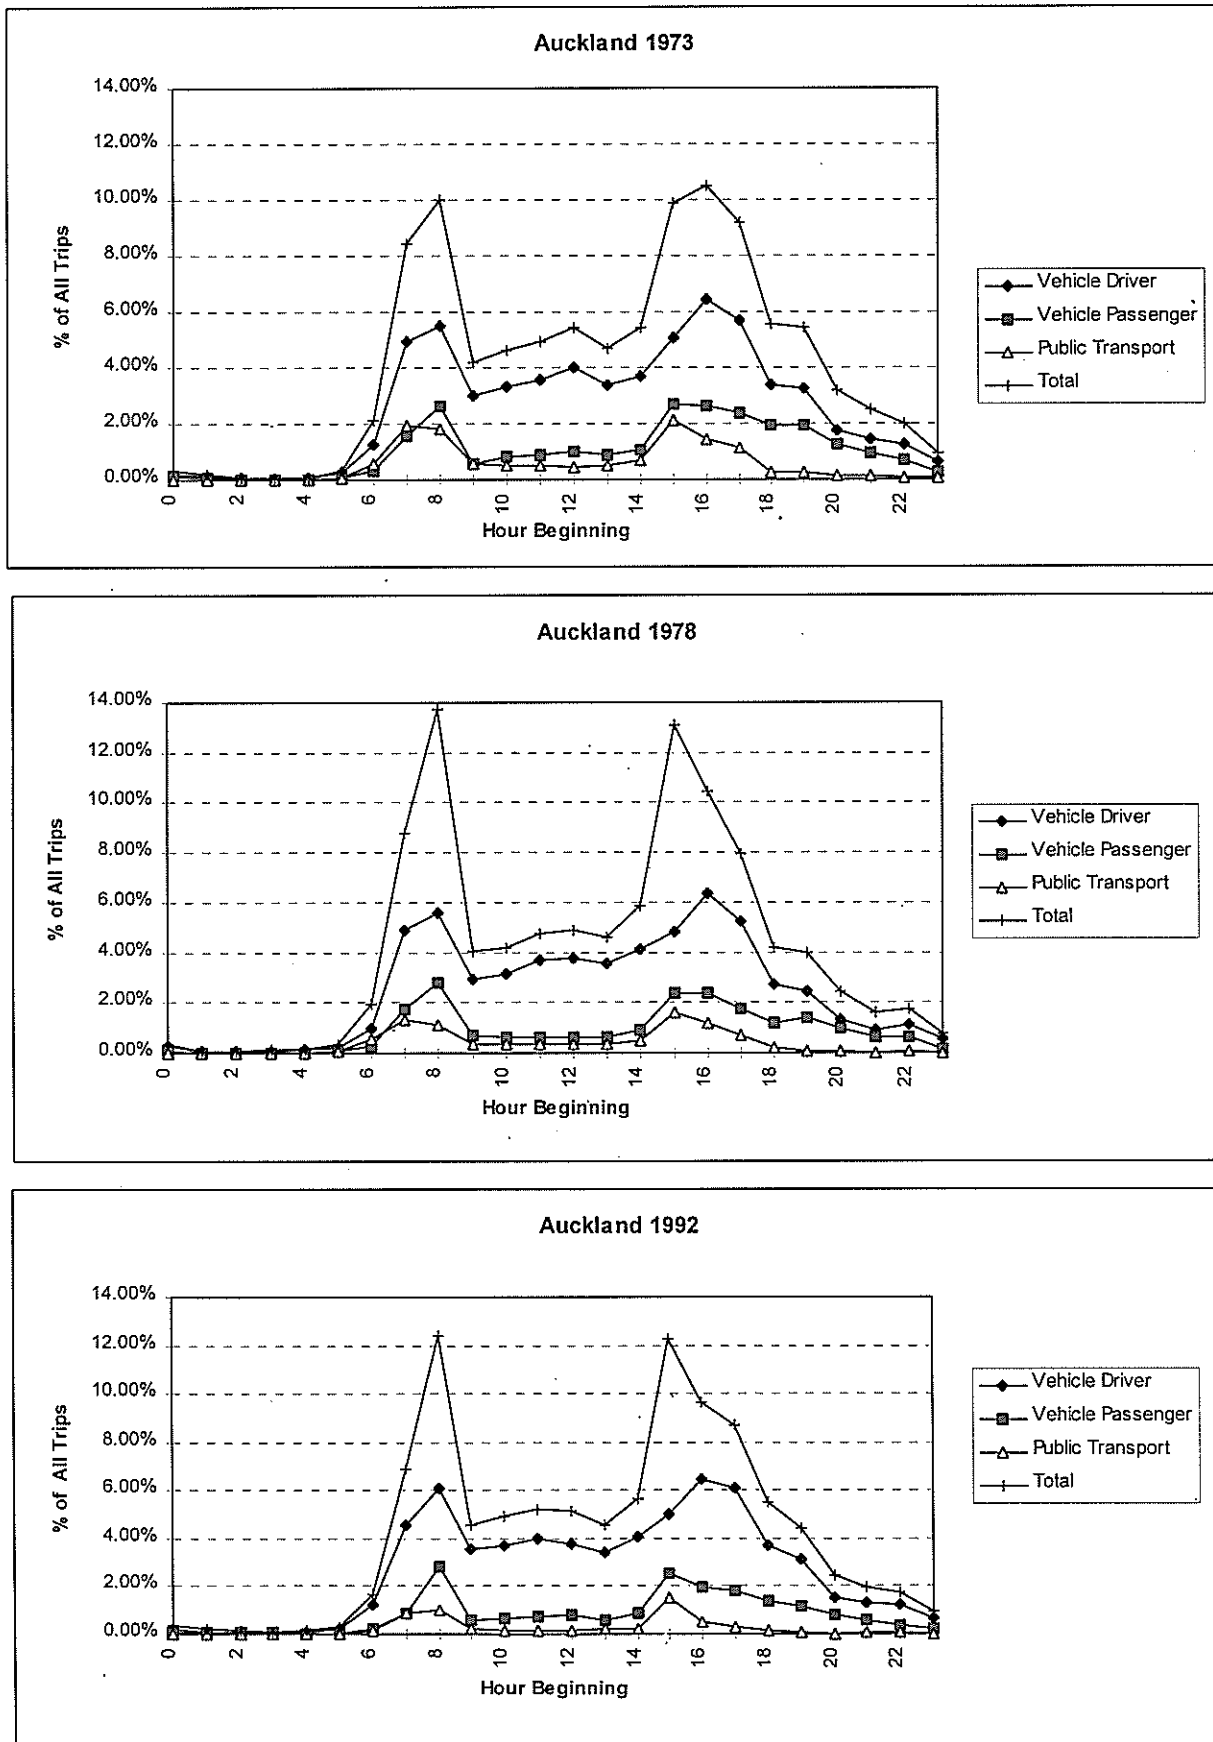 Auckland 1973
14.00%
12.00%
10.00%
8.00%
6.00%
4.00%
2.00%
0.00%
% of All Trips
0
2
4
6
8
10
12
14
16
18
20
22
Hour Beginning
Vehicle Driver
Vehicle Passenger
Public Transport
Total
Auckland 1978
14.00%
12.00%
10.00%
8.00%
6.00%
4.00%
2.00%
0.00%
% of All Trips
0
2
4
6
8
10
12
14
16
18
20
22
Hour Beginning
Vehicle Driver
Vehicle Passenger
Public Transport
Total
Auckland 1992
14.00%
12.00%
10.00%
8.00%
6.00%
4.00%
2.00%
0.00%
% of All Trips
0
2
4
6
8
10
12
14
16
18
20
22
Hour Beginning
Vehicle Driver
Vehicle Passenger
Public Transport
Total